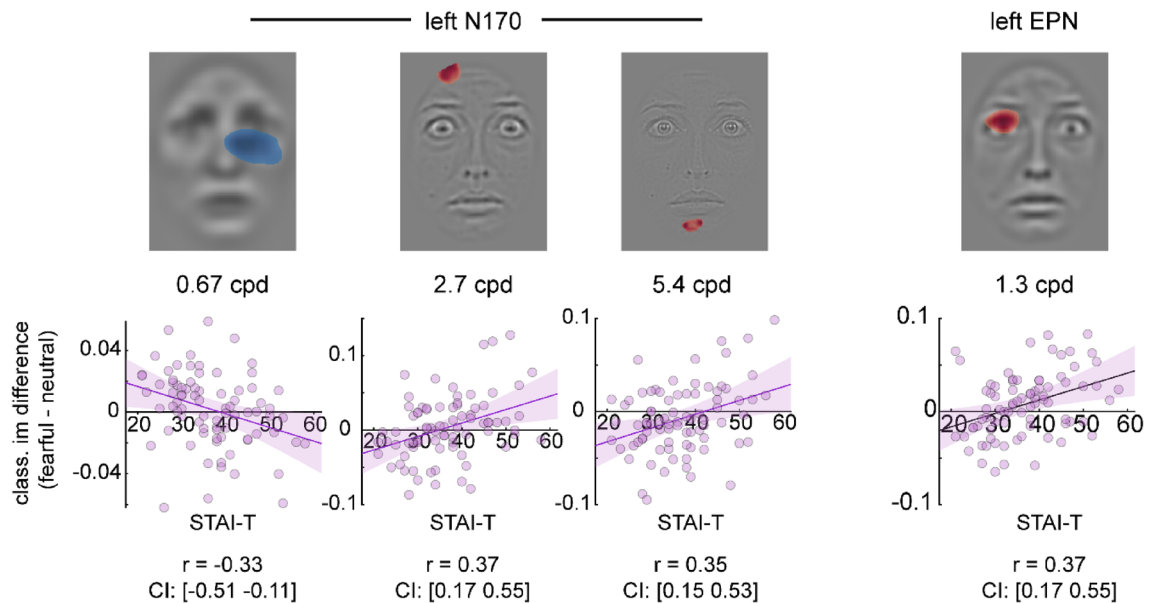 left N170
left EPN
0.67 cpd
2.7 cpd
5.4 cpd
1.3 cpd
class. im difference
(fearful - neutral)
0.04
0
-0.04
20 30 40 50 60
STAI-T
r = -0.33
CI: [-0.51 -0.11]
0.1
0
-0.1
20 30 40 50 60
STAI-T
r = 0.37
CI: [0.17 0.55]
0.1
0
-0.1
20 30 40 50 60
STAI-T
r = 0.35
CI: [0.15 0.53]
0.1
0
-0.1
20 30 40 50 60
STAI-T
r = 0.37
CI: [0.17 0.55]